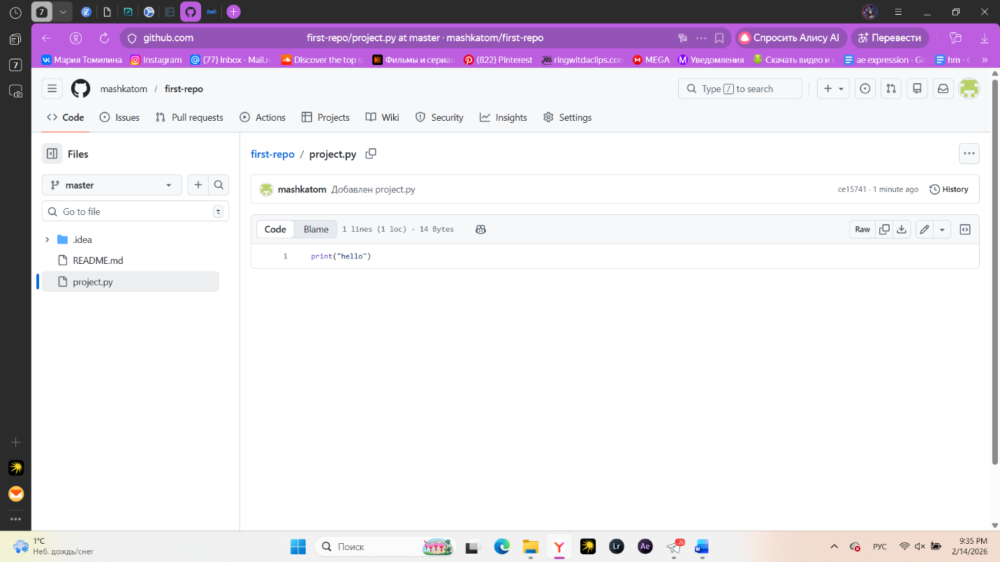 7
github.com
first-repo/project.py at master · mashkatom/first-repo
Спросить Алису AI
Перевести
7
Мария Томилина
Instagram
(77) Inbox - Mail.ru
Discover the top s
Фильмы и сериал
(822) Pinterest
ringwitdaclips.com
MEGA
Уведомления
Скачать видео и
ae expression - Go
hm - G
»
mashkatom / first-repo
Type / to search
Code
Issues
Pull requests
Actions
Projects
Wiki
Security
Insights
Settings
Files
master
Go to file
t
.idea
README.md
project.py
first-repo / project.py
mashkatom Добавлен project.py
ce15741 · 1 minute ago
History
Code
Blame
1 lines (1 loc) · 14 Bytes
Raw
1 print("hello")
1°C
Неб. дождь/снег
Поиск
Lr
Ae
26
РУС
9:35 PM
2/14/2026